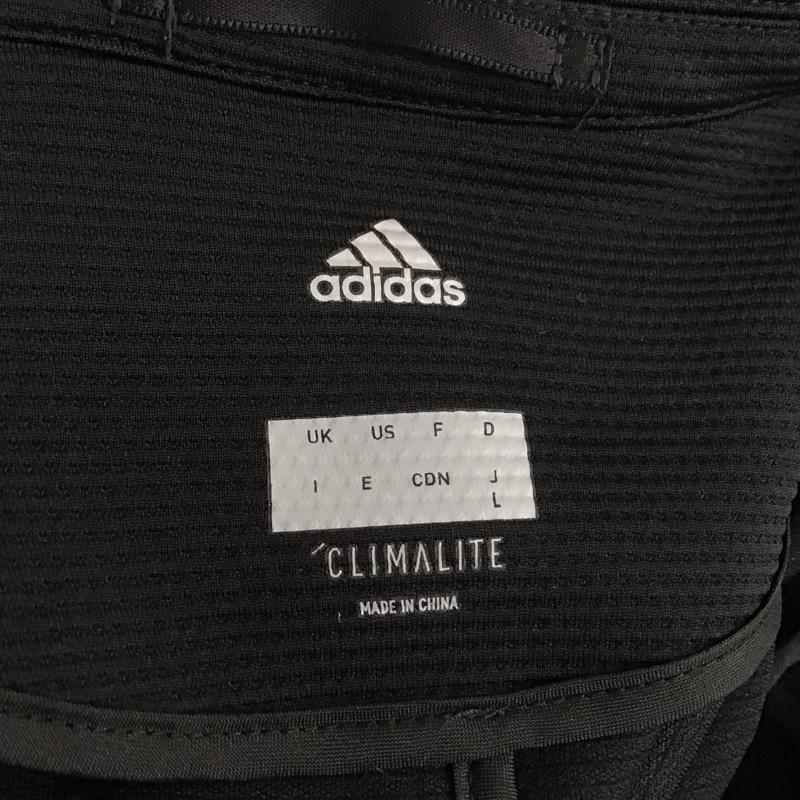 adidas
UK US F D
I E CDN J
L
CLIMALITE
MADE IN CHINA